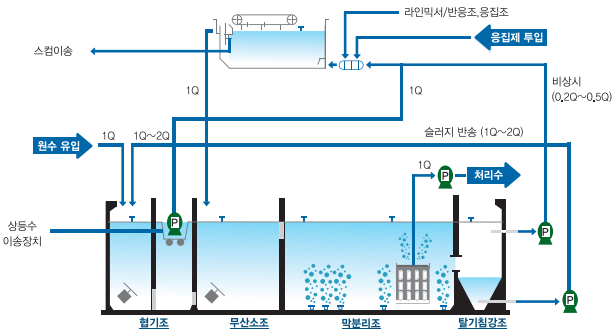 라인믹서/반응조,응집조
응집제 투입
스컴이송
비상시
(0.2Q~0.5Q)
1Q
1Q
원수 유입
1Q
1Q~2Q
슬러지 반송 (1Q~2Q)
1Q
P
처리수
상등수
이송장치
P
P
P
혐기조
무산소조
막분리조
탈기침강조